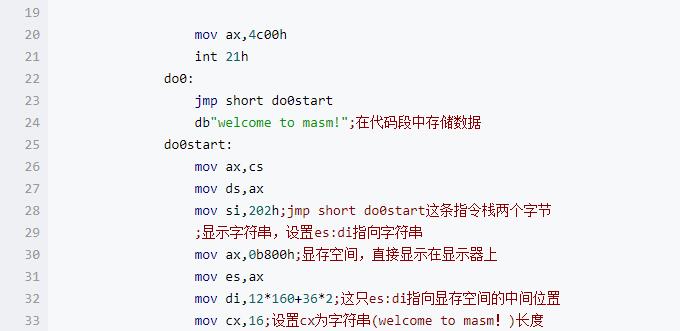 19
20 mov ax,4c00h
21 int 21h
22 do0:
23 jmp short do0start
24 db"welcome to masm!";在代码段中存储数据
25 do0start:
26 mov ax,cs
27 mov ds,ax
28 mov si,202h;jmp short do0start这条指令栈两个字节
29 ;显示字符串，设置es:di指向字符串
30 mov ax,0b800h;显存空间，直接显示在显示器上
31 mov es,ax
32 mov di,12*160+36*2;这只es:di指向显存空间的中间位置
33 mov cx,16;设置cx为字符串(welcome to masm！)长度